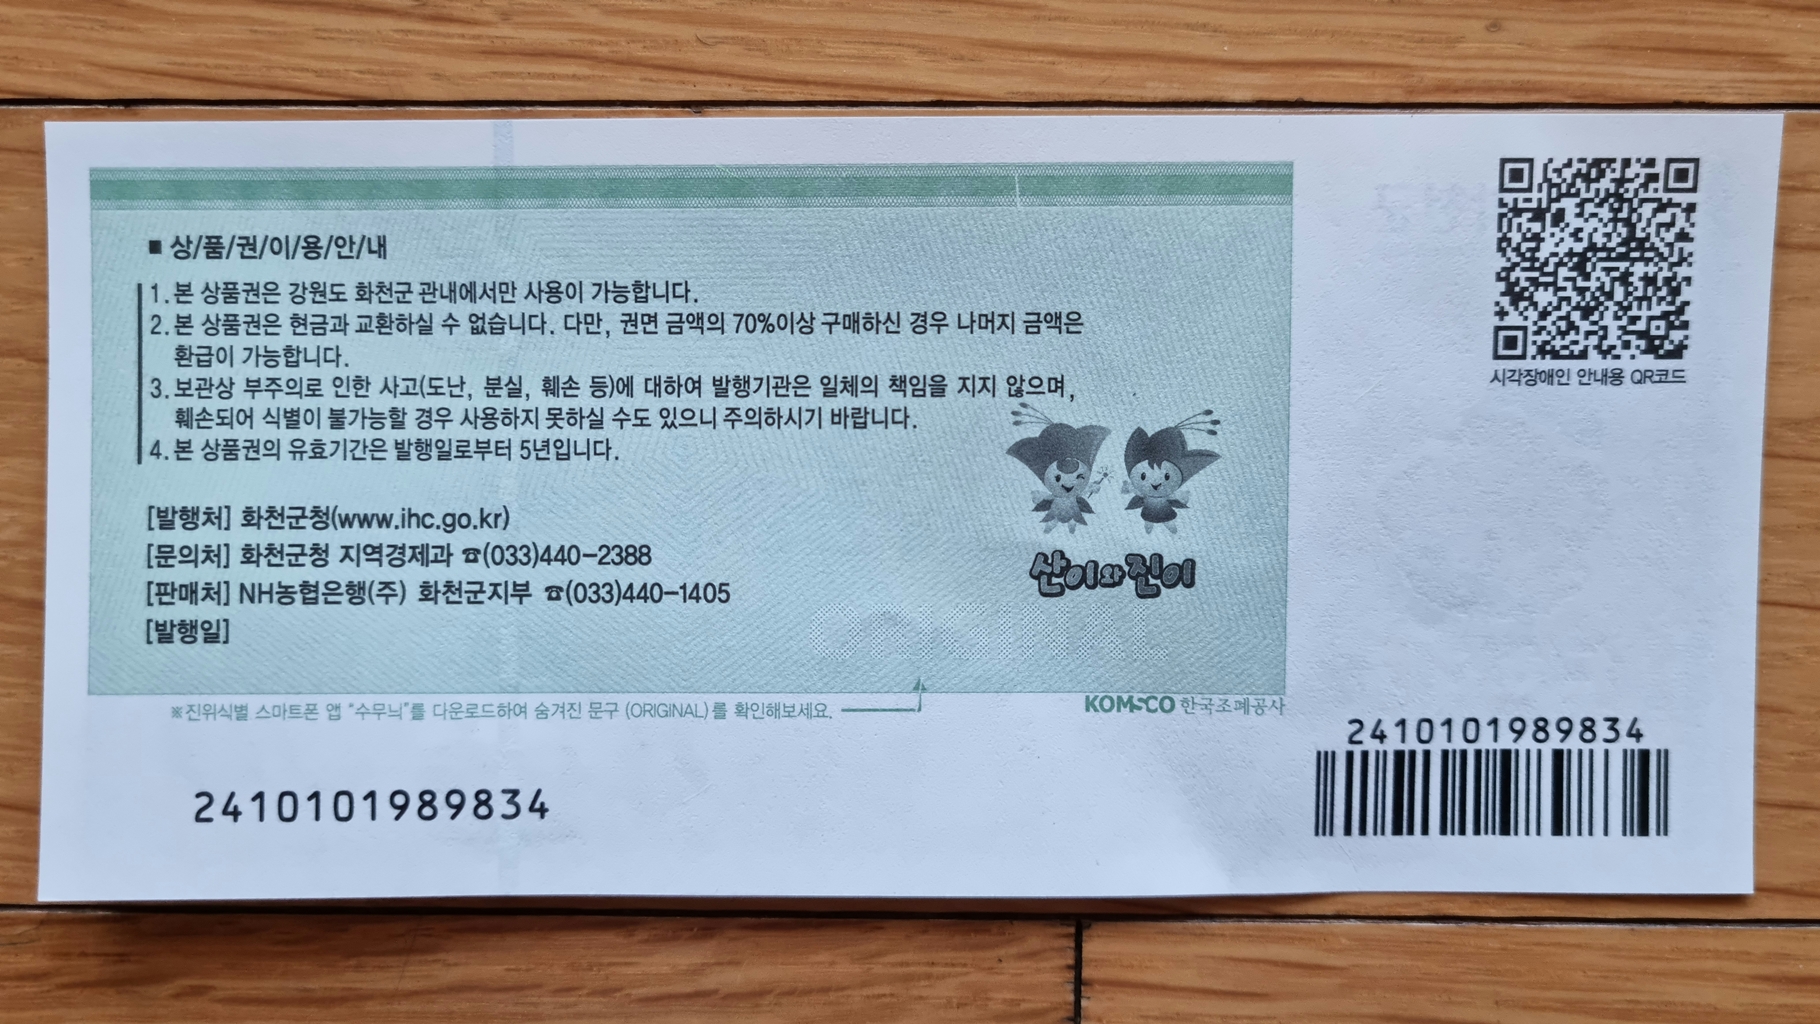 ■ 상/품/권/이/용/안/내
1. 본 상품권은 강원도 화천군 관내에서만 사용이 가능합니다.
2. 본 상품권은 현금과 교환하실 수 없습니다. 다만, 권면 금액의 70%이상 구매하신 경우 나머지 금액은
환급이 가능합니다.
3. 보관상 부주의로 인한 사고(도난, 분실, 훼손 등)에 대하여 발행기관은 일체의 책임을 지지 않으며,
훼손되어 식별이 불가능할 경우 사용하지 못하실 수도 있으니 주의하시기 바랍니다.
4. 본 상품권의 유효기간은 발행일로부터 5년입니다.
[발행처] 화천군청(www.ihc.go.kr)
[문의처] 화천군청 지역경제과 ☎(033)440-2388
[판매처] NH농협은행(주) 화천군지부 ☎(033)440-1405
[발행일]
산이와진이
ORIGINAL
※진위식별 스마트폰 앱 "수무늬"를 다운로드하여 숨겨진 문구 (ORIGINAL)를 확인해보세요.
KOMSCO 한국조폐공사
시각장애인 안내용 QR코드
2410101989834
2410101989834